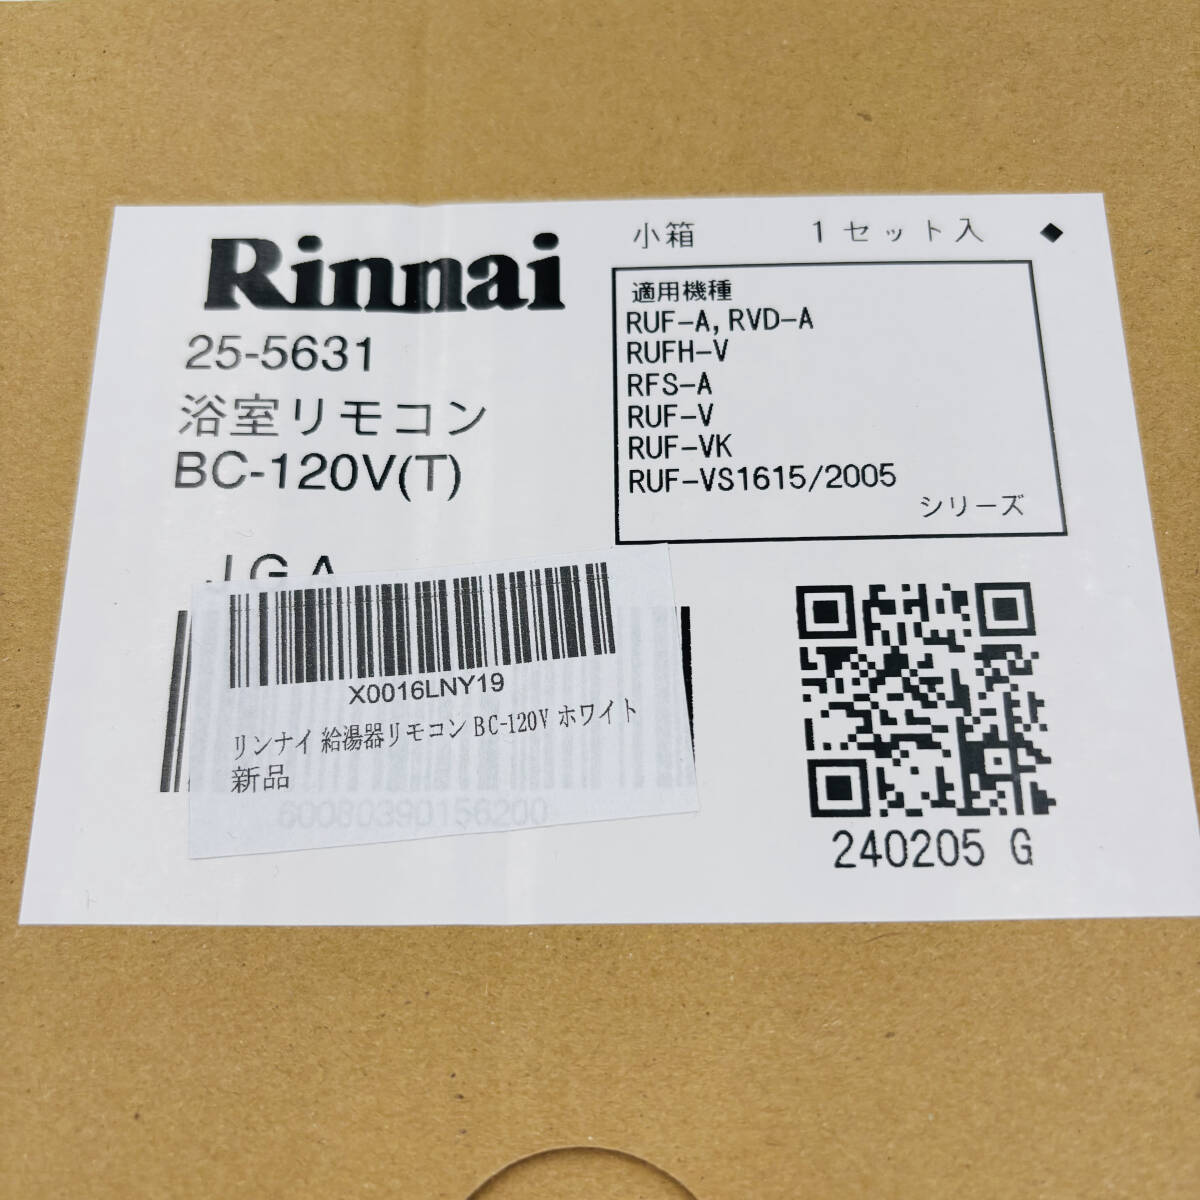 Rinnai
25-5631
浴室リモコン
BC-120V(T)
JGA
小箱 1セット入 ◆
適用機種
RUF-A, RVD-A
RUFH-V
RFS-A
RUF-V
RUF-VK
RUF-VS1615/2005
シリーズ
X0016LNY19
リンナイ 給湯器リモコン BC-120V ホワイト
新品
60080390156200
240205 G